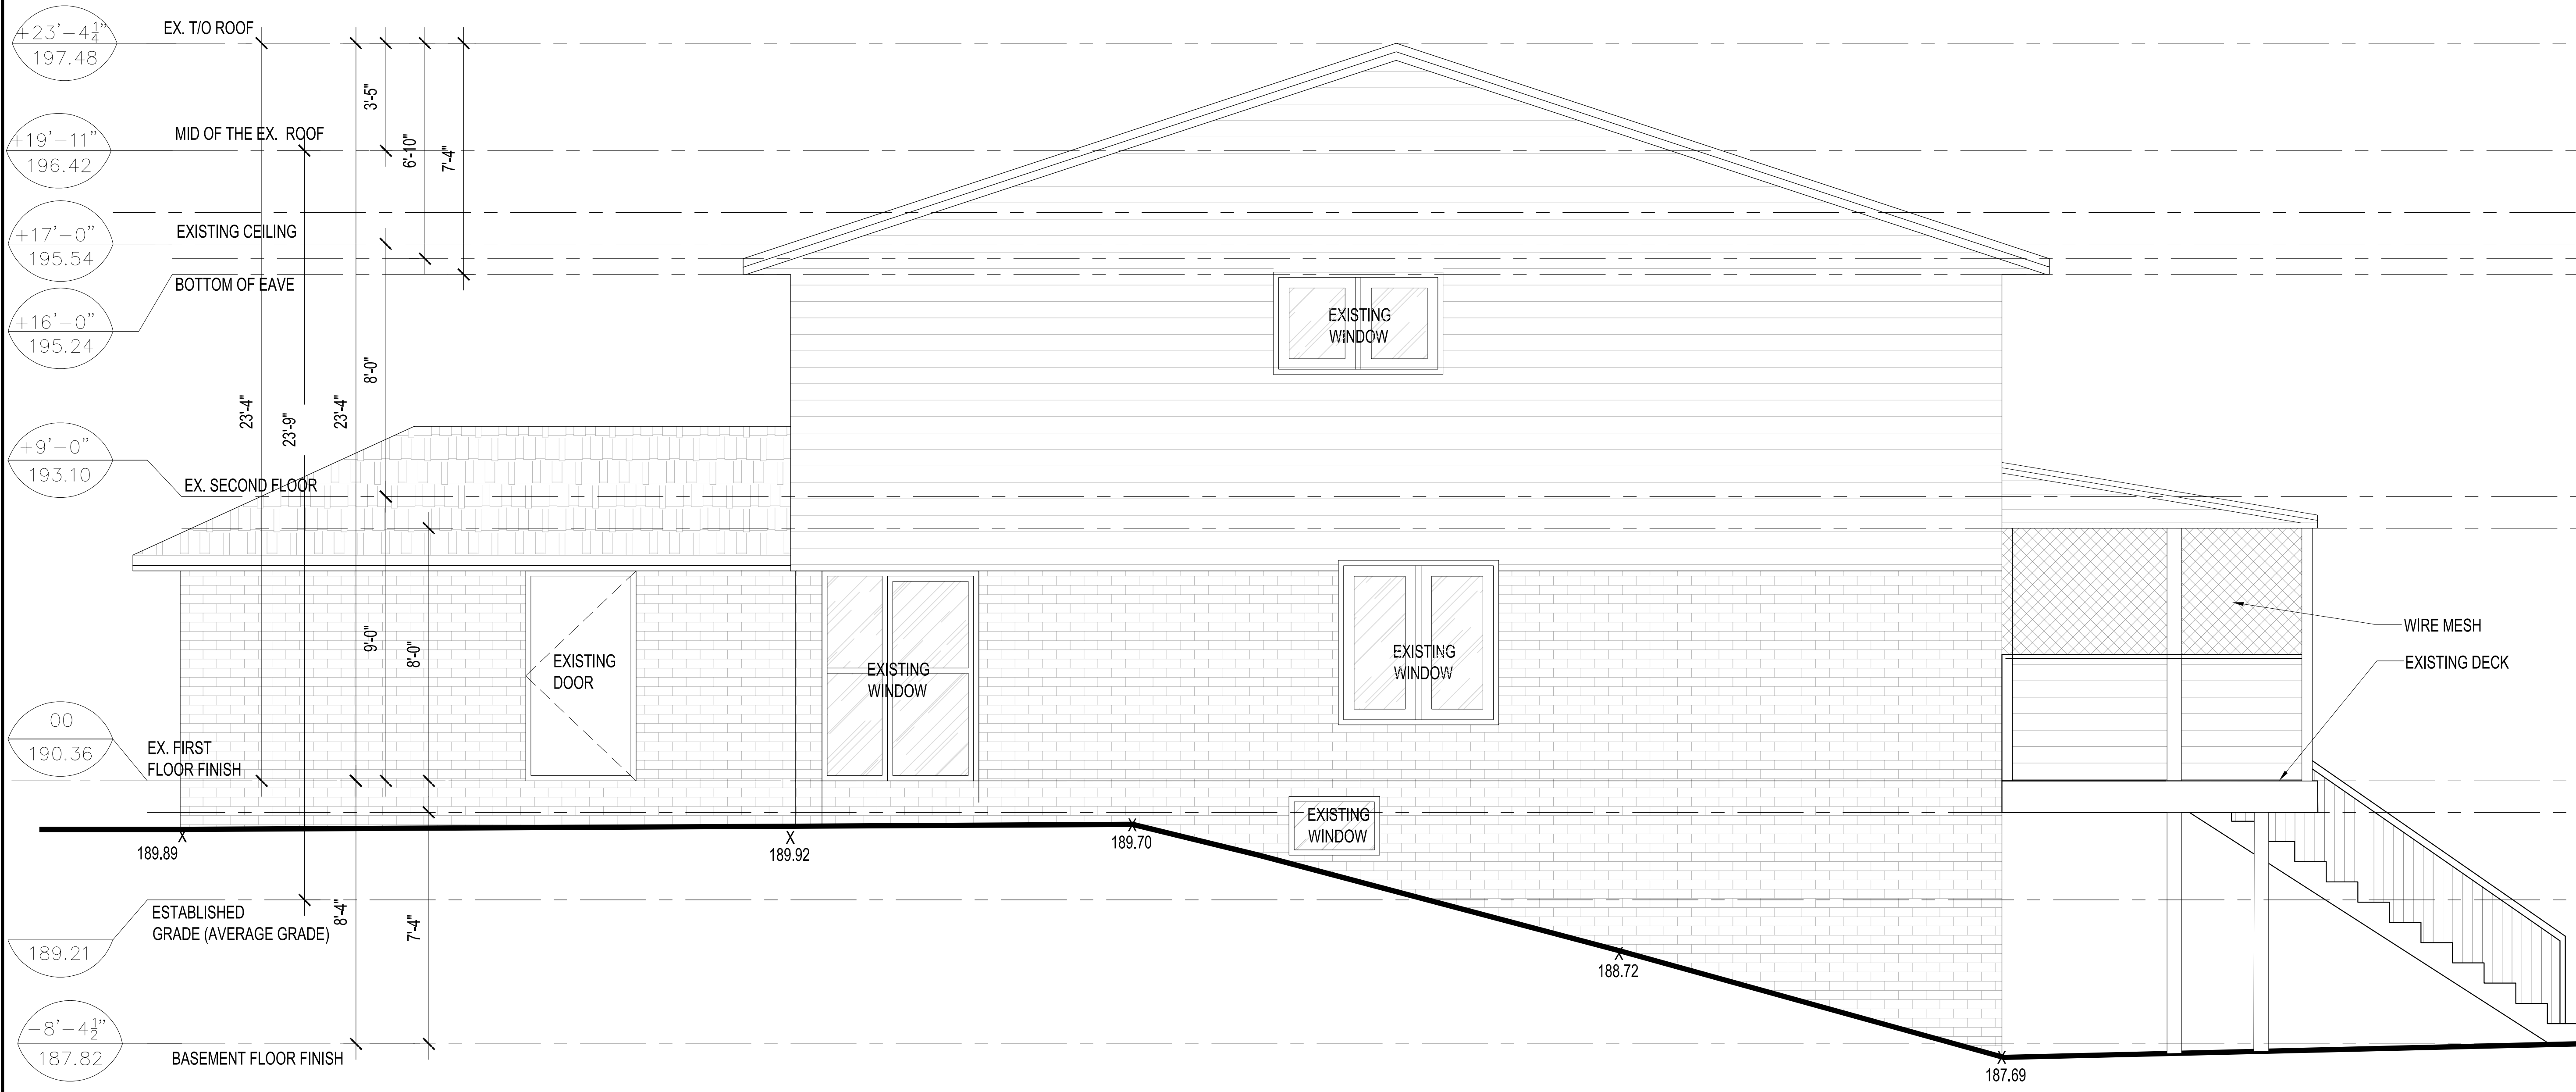 +23'-4¼"
197.48
EX. T/O ROOF
3'-5"
+19'-11"
196.42
MID OF THE EX. ROOF
6'-10"
7'-4"
+17'-0"
195.54
EXISTING CEILING
BOTTOM OF EAVE
+16'-0"
195.24
EXISTING
WINDOW
8'-0"
23'-4"
23'-9"
23'-4"
+9'-0"
193.10
EX. SECOND FLOOR
WIRE MESH
EXISTING DECK
9'-0"
8'-0"
EXISTING
DOOR
EXISTING
WINDOW
EXISTING
WINDOW
00
190.36
EX. FIRST
FLOOR FINISH
EXISTING
WINDOW
X
189.89
X
189.92
X
189.70
ESTABLISHED
GRADE (AVERAGE GRADE)
189.21
8'-4"
7'-4"
X
188.72
-8'-4½"
187.82
BASEMENT FLOOR FINISH
X
187.69